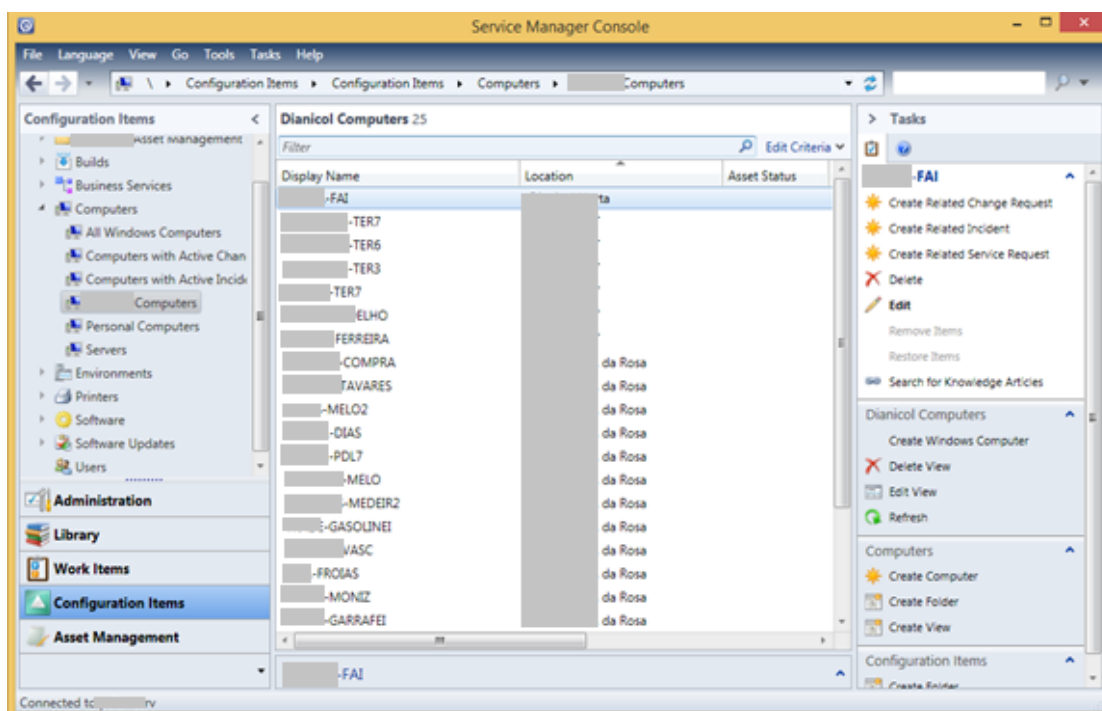 Service Manager Console
File Language View Go Tools Tasks Help
\ Configuration Items Configuration Items Computers Computers
Configuration Items
Asset Management
Builds
Business Services
Computers
All Windows Computers
Computers with Active Chan
Computers with Active Incid
Computers
Personal Computers
Servers
Environments
Printers
Software
Software Updates
Users
Administration
Library
Work Items
Configuration Items
Asset Management
Dianicol Computers 25
Filter Edit Criteria
Display Name Location Asset Status
-FAI ta
-TER7
-TER6
-TER3
-TER7
ELHO
FERREIRA
-COMPRA da Rosa
TAVARES da Rosa
-MELO2 da Rosa
-DIAS da Rosa
-PDL7 da Rosa
-MELO da Rosa
-MEDEIR2 da Rosa
-GASOLINEI da Rosa
VASC da Rosa
-FROIAS da Rosa
-MONIZ da Rosa
-GARRAFEI da Rosa
-FAI
Tasks
-FAI
Create Related Change Request
Create Related Incident
Create Related Service Request
Delete
Edit
Remove Items
Restore Items
Search for Knowledge Articles
Dianicol Computers
Create Windows Computer
Delete View
Edit View
Refresh
Computers
Create Computer
Create Folder
Create View
Configuration Items
Create Folder
Connected to rv